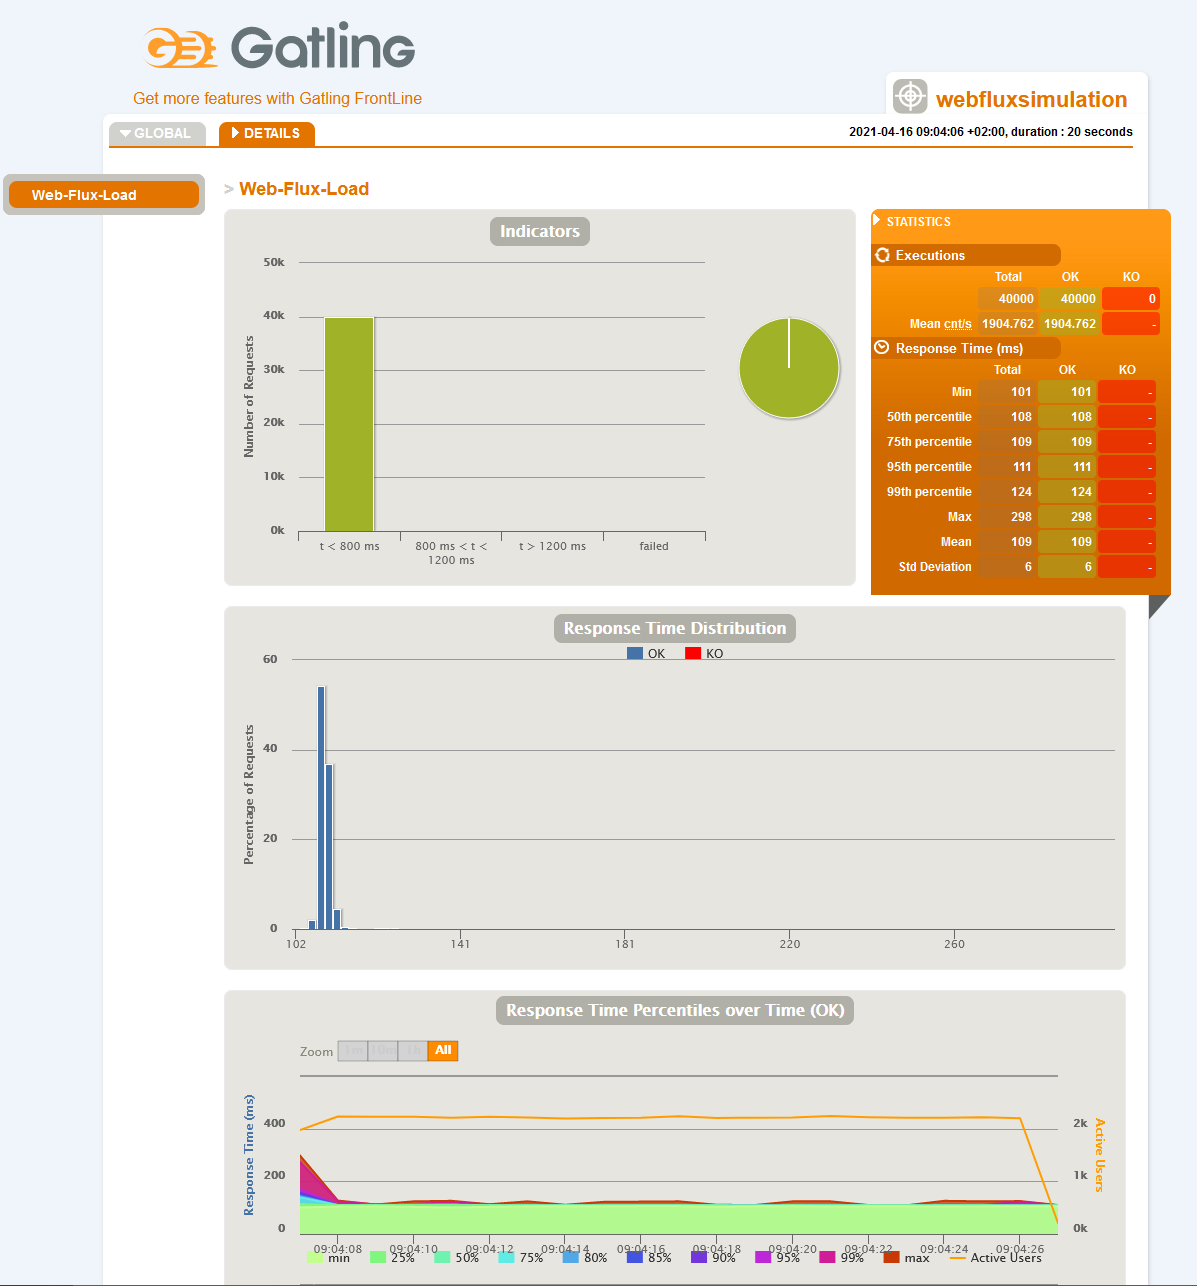 Gatling
Get more features with Gatling FrontLine
webfluxsimulation
GLOBAL
DETAILS
2021-04-16 09:04:06 +02:00, duration : 20 seconds
Web-Flux-Load
> Web-Flux-Load
Indicators
50k
40k
30k
20k
10k
0k
Number of Requests
t < 800 ms
800 ms < t <
1200 ms
t > 1200 ms
failed
STATISTICS
Executions
Total OK KO
40000 40000 0
Mean cnt/s 1904.762 1904.762 -
Response Time (ms)
Total OK KO
Min 101 101 -
50th percentile 108 108 -
75th percentile 109 109 -
95th percentile 111 111 -
99th percentile 124 124 -
Max 298 298 -
Mean 109 109 -
Std Deviation 6 6 -
Response Time Distribution
OK KO
60
40
20
0
Percentage of Requests
102 141 181 220 260
Response Time Percentiles over Time (OK)
Zoom 1m 10m 1h All
Response Time (ms)
400
200
0
2k
1k
0k
Active Users
09:04:08 09:04:10 09:04:12 09:04:14 09:04:16 09:04:18 09:04:20 09:04:22 09:04:24 09:04:26
min 25% 50% 75% 80% 85% 90% 95% 99% max Active Users